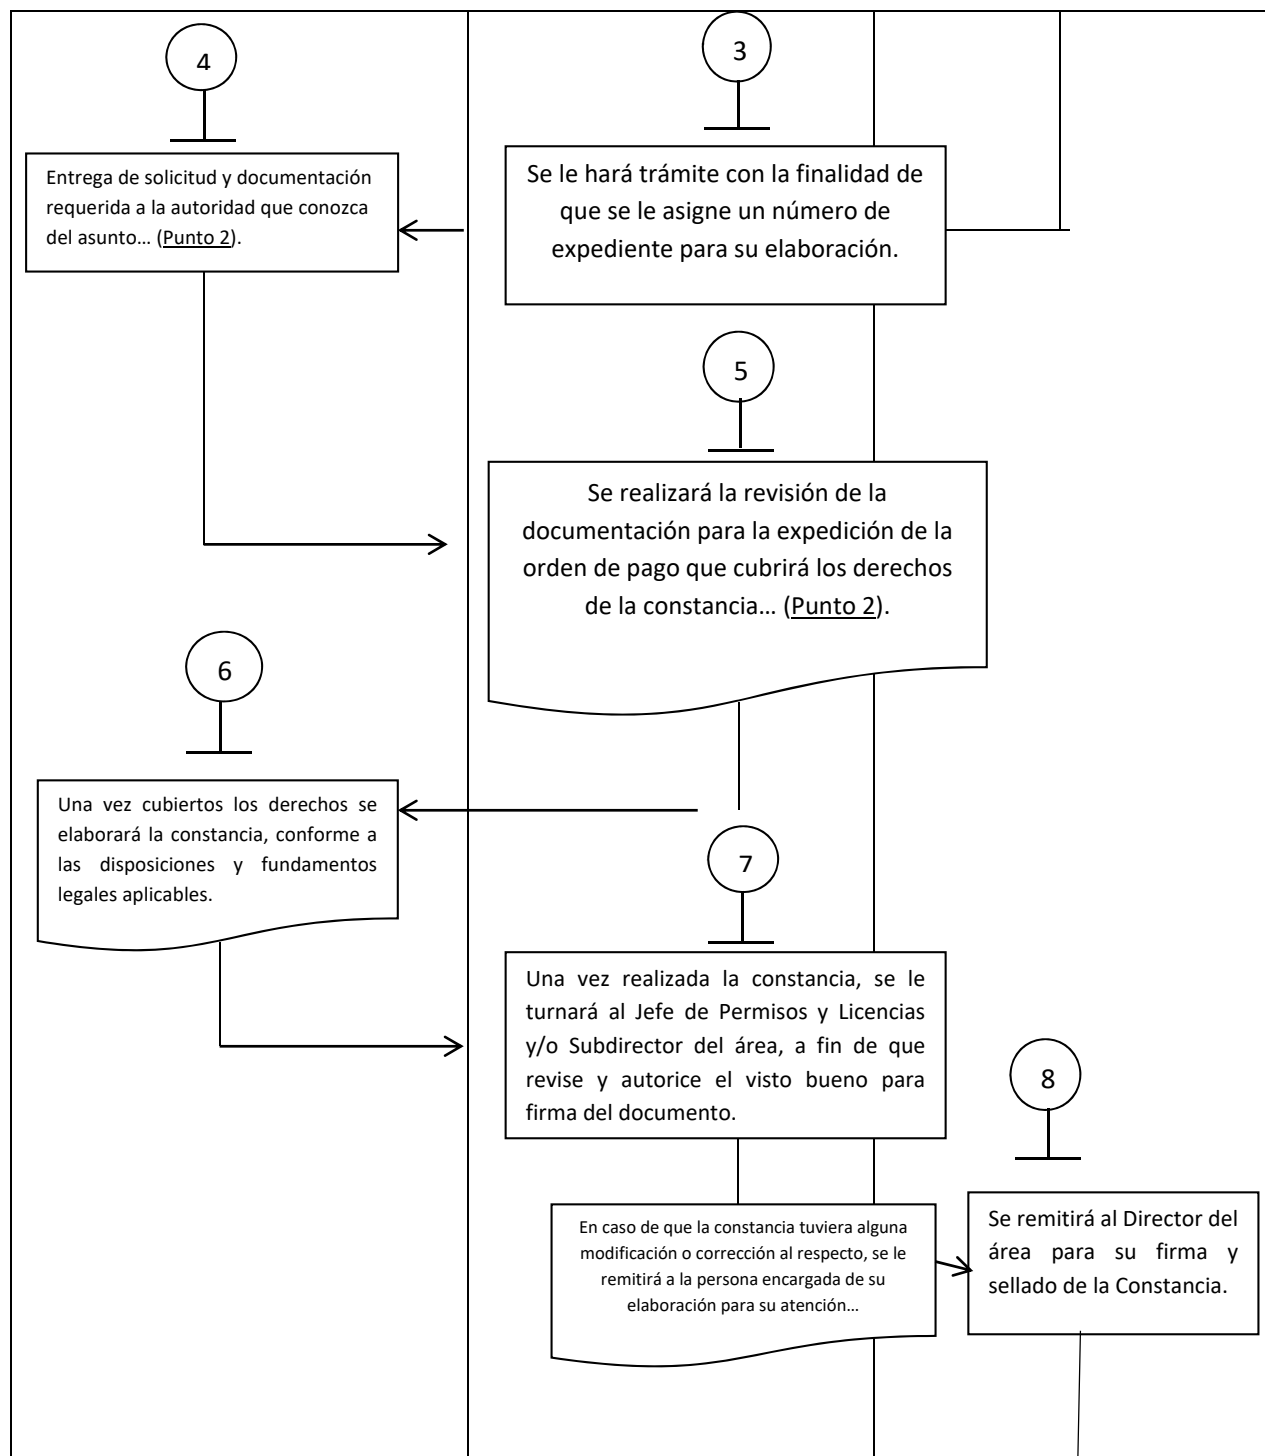 3
Se le hará trámite con la finalidad de
que se le asigne un número de
expediente para su elaboración.
4
Entrega de solicitud y documentación
requerida a la autoridad que conozca
del asunto... (Punto 2).
5
Se realizará la revisión de la
documentación para la expedición de la
orden de pago que cubrirá los derechos
de la constancia... (Punto 2).
6
Una vez cubiertos los derechos se
elaborará la constancia, conforme a
las disposiciones y fundamentos
legales aplicables.
7
Una vez realizada la constancia, se le
turnará al Jefe de Permisos y Licencias
y/o Subdirector del área, a fin de que
revise y autorice el visto bueno para
firma del documento.
En caso de que la constancia tuviera alguna
modificación o corrección al respecto, se le
remitirá a la persona encargada de su
elaboración para su atención...
8
Se remitirá al Director del
área para su firma y
sellado de la Constancia.